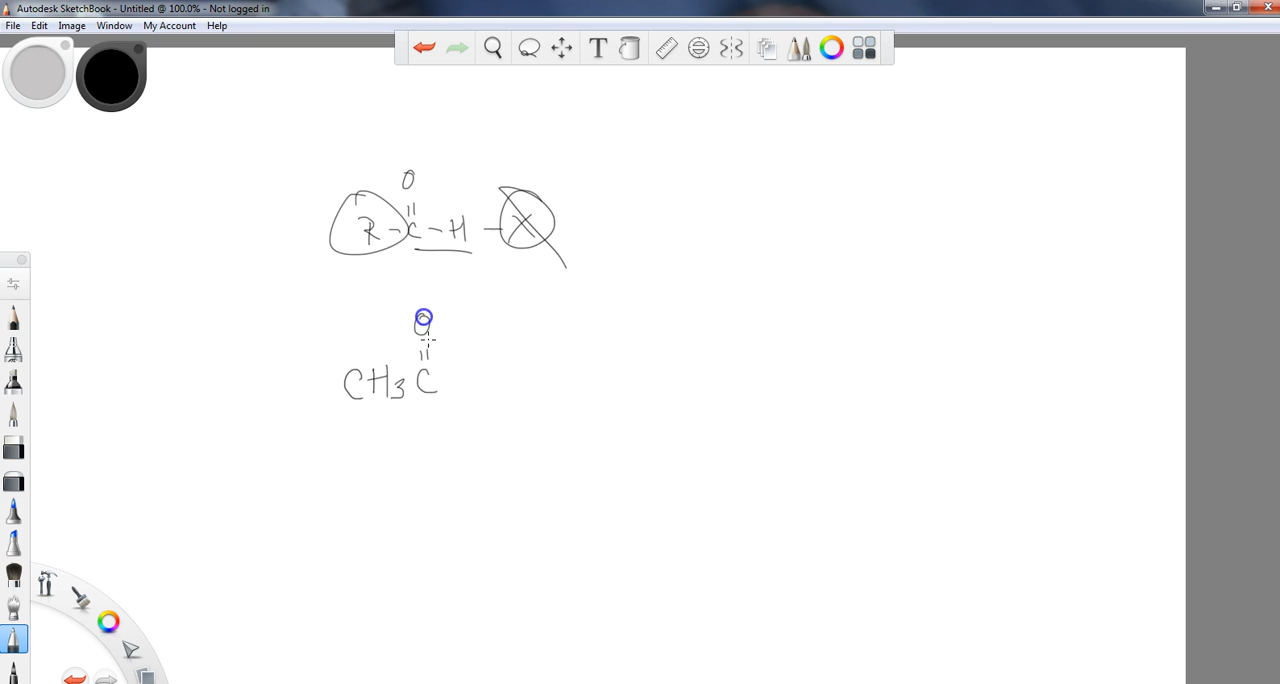 Autodesk SketchBook - Untitled @ 100.0% - Not logged in
File Edit Image Window My Account Help
T
O
R - C - H - X
O
CH3 C